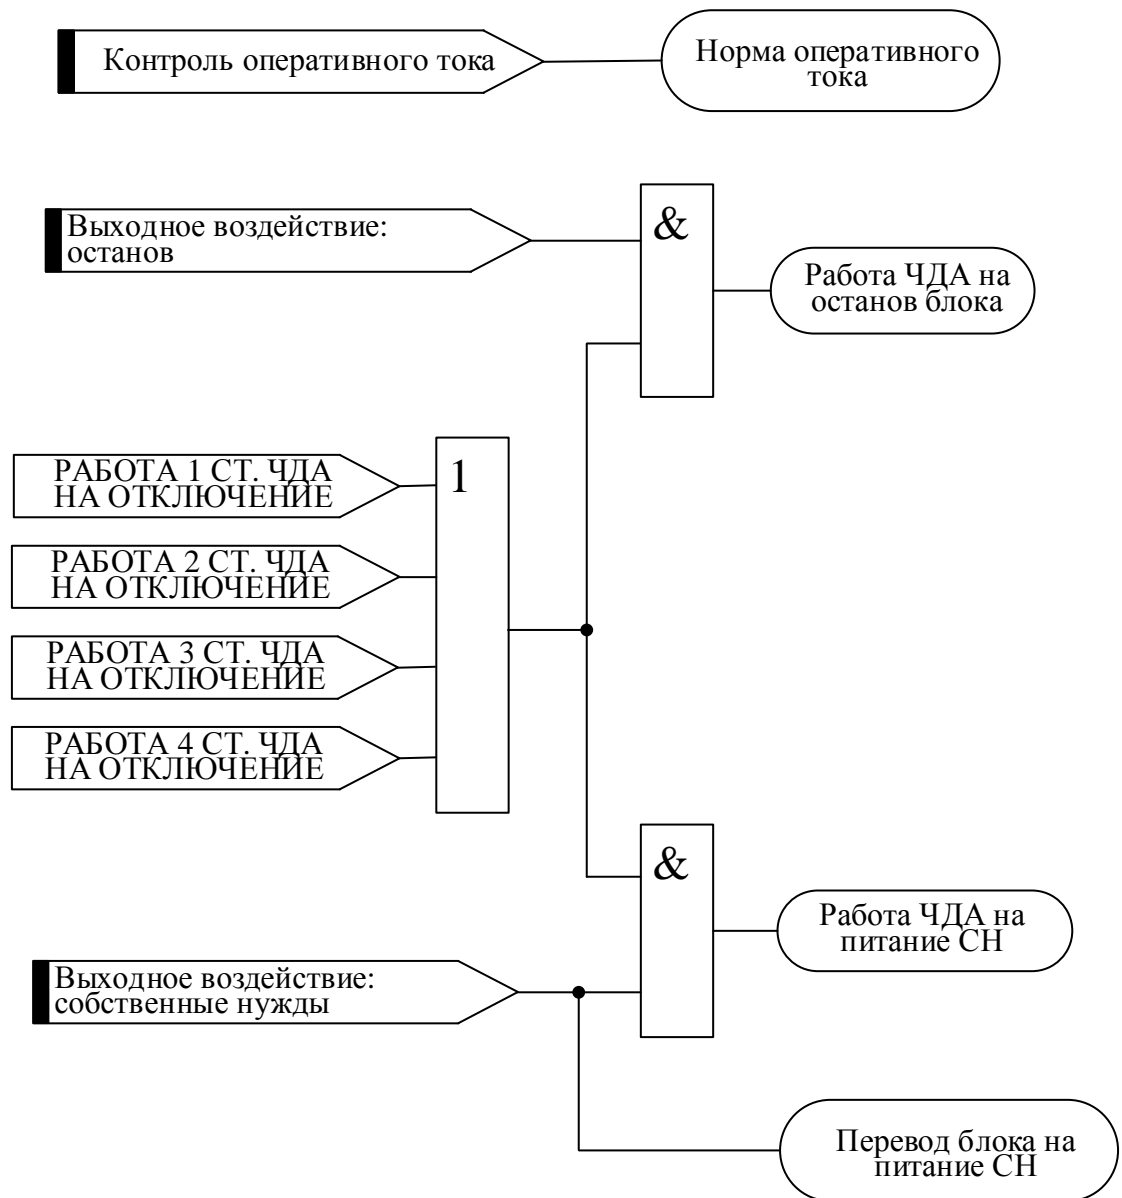 Контроль оперативного тока
Норма оперативного
тока
Выходное воздействие:
останов
&
Работа ЧДА на
останов блока
РАБОТА 1 СТ. ЧДА
НА ОТКЛЮЧЕНИЕ
1
РАБОТА 2 СТ. ЧДА
НА ОТКЛЮЧЕНИЕ
РАБОТА 3 СТ. ЧДА
НА ОТКЛЮЧЕНИЕ
РАБОТА 4 СТ. ЧДА
НА ОТКЛЮЧЕНИЕ
&
Работа ЧДА на
питание СН
Выходное воздействие:
собственные нужды
Перевод блока на
питание СН